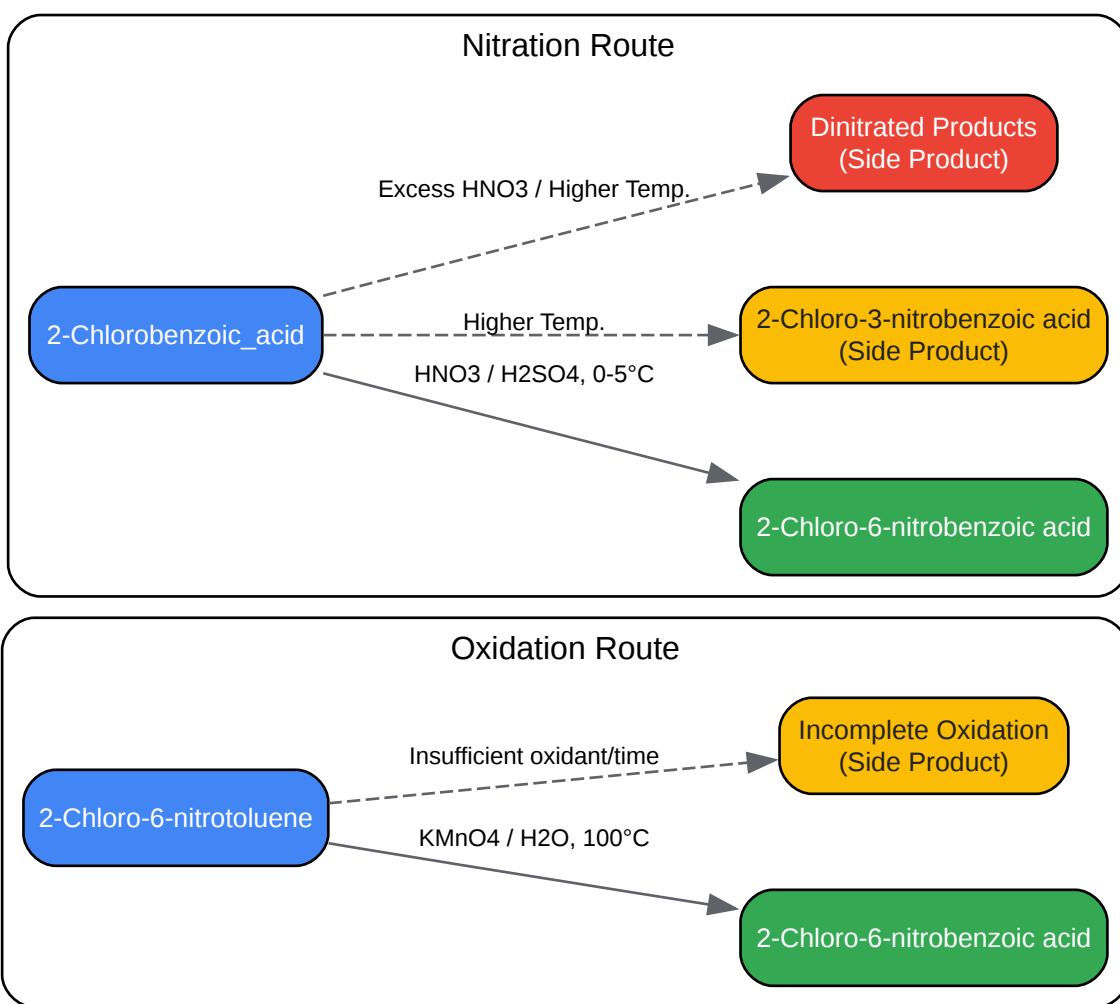 Nitration Route
Dinitrated Products
(Side Product)
Excess HNO3 / Higher Temp.
2-Chlorobenzoic_acid
Higher Temp.
2-Chloro-3-nitrobenzoic acid
(Side Product)
HNO3 / H2SO4, 0-5°C
2-Chloro-6-nitrobenzoic acid
Oxidation Route
Incomplete Oxidation
(Side Product)
Insufficient oxidant/time
2-Chloro-6-nitrotoluene
KMnO4 / H2O, 100°C
2-Chloro-6-nitrobenzoic acid